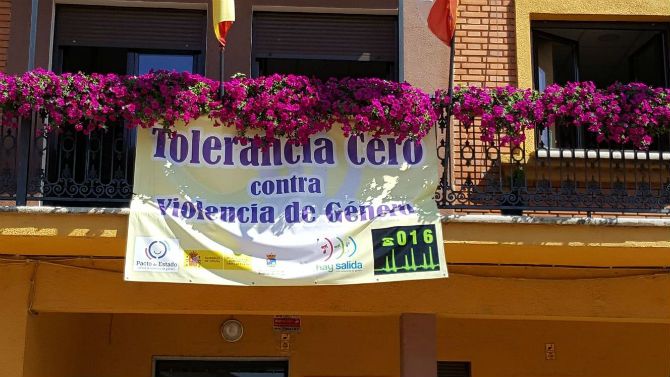 Tolerancia Cero
contra
Violencia de Género
Pacto de Estado
hay salida
016